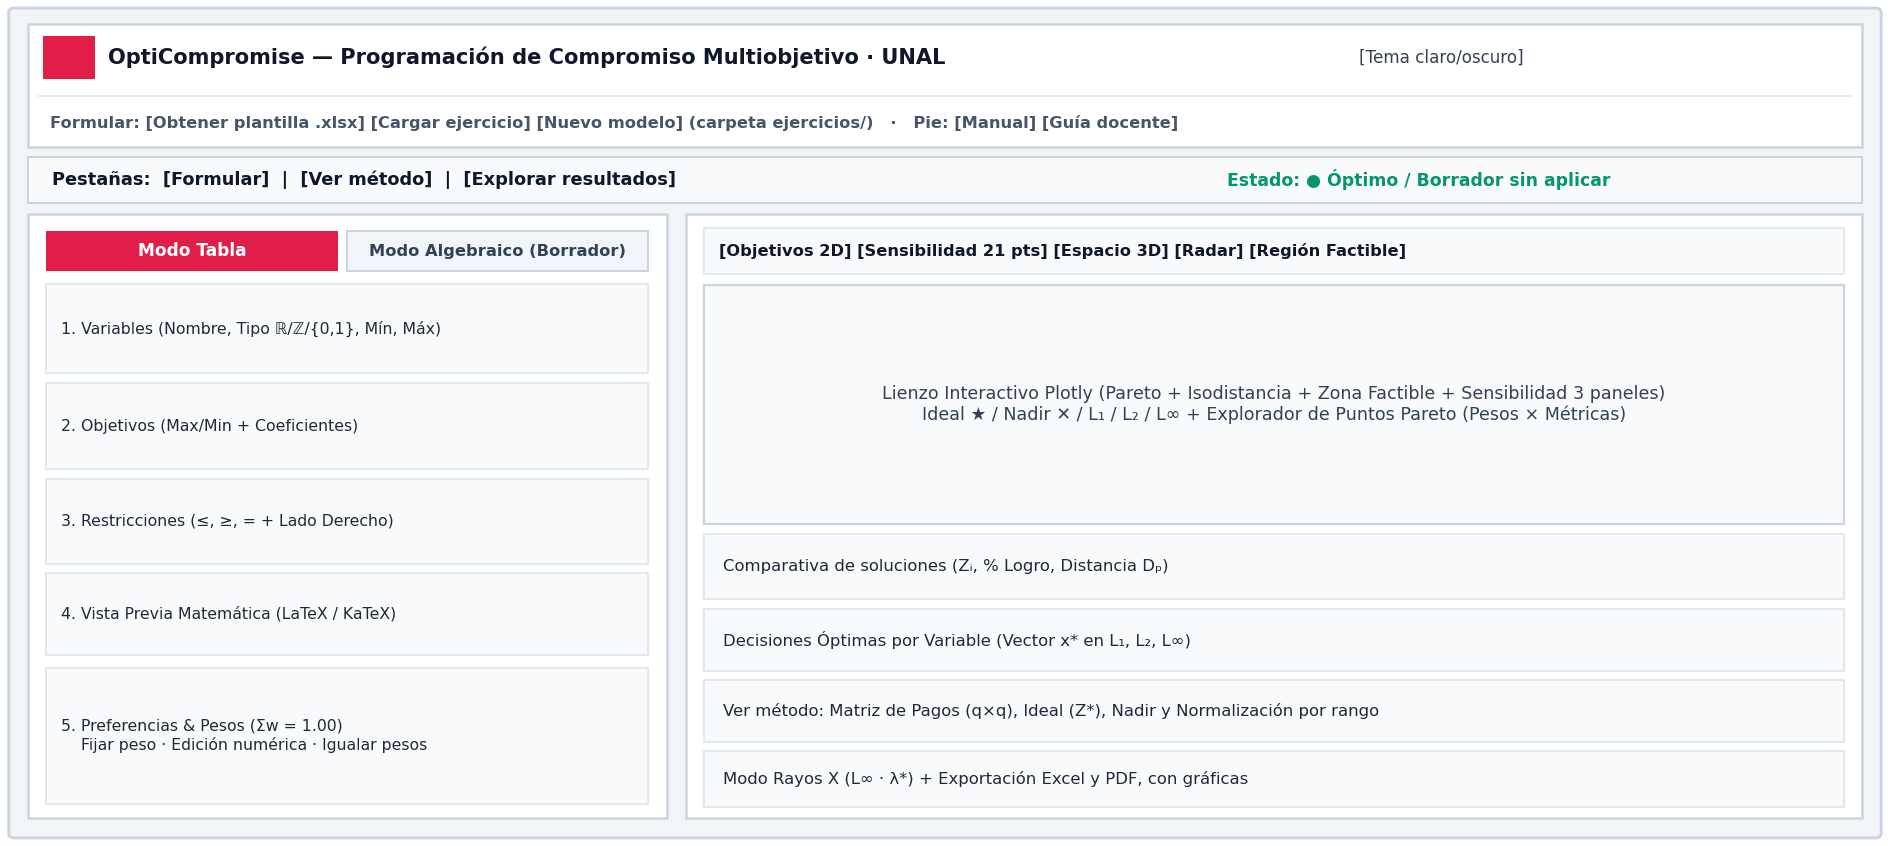 OptiCompromise — Programación de Compromiso Multiobjetivo · UNAL
[Tema claro/oscuro]
Formular: [Obtener plantilla .xlsx] [Cargar ejercicio] [Nuevo modelo] (carpeta ejercicios/) · Pie: [Manual] [Guía docente]
Pestañas: [Formular] | [Ver método] | [Explorar resultados]
Estado: ● Óptimo / Borrador sin aplicar
Modo Tabla
Modo Algebraico (Borrador)
1. Variables (Nombre, Tipo ℝ/ℤ/{0,1}, Mín, Máx)
2. Objetivos (Max/Min + Coeficientes)
3. Restricciones (≤, ≥, = + Lado Derecho)
4. Vista Previa Matemática (LaTeX / KaTeX)
5. Preferencias & Pesos (Σw = 1.00)
Fijar peso · Edición numérica · Igualar pesos
[Objetivos 2D] [Sensibilidad 21 pts] [Espacio 3D] [Radar] [Región Factible]
Lienzo Interactivo Plotly (Pareto + Isodistancia + Zona Factible + Sensibilidad 3 paneles)
Ideal ★ / Nadir ✕ / L₁ / L₂ / L∞ + Explorador de Puntos Pareto (Pesos × Métricas)
Comparativa de soluciones (Zᵢ, % Logro, Distancia Dₚ)
Decisiones Óptimas por Variable (Vector x* en L₁, L₂, L∞)
Ver método: Matriz de Pagos (q×q), Ideal (Z*), Nadir y Normalización por rango
Modo Rayos X (L∞ · λ*) + Exportación Excel y PDF, con gráficas